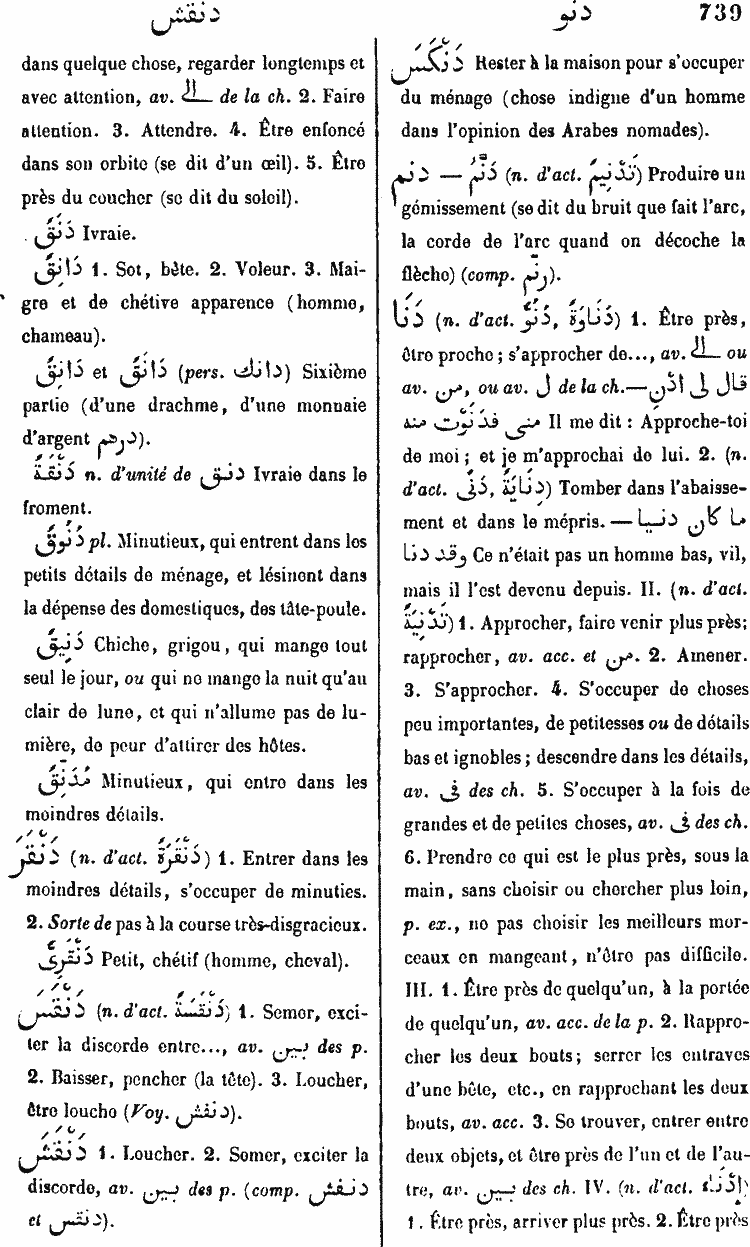 دنقش
دنو
739
dans quelque chose, regarder longtemps et
avec attention, av. الـ de la ch. 2. Faire
attention. 3. Attendre. 4. Être enfoncé
dans son orbite (se dit d'un œil). 5. Être
près du coucher (se dit du soleil).
دَنَقٌ Ivraie.
دَانِقٌ 1. Sot, bête. 2. Voleur. 3. Mai-
gre et de chétive apparence (homme,
chameau).
دَانَقٌ et دَانِقٌ (pers. دانك) Sixième
partie (d'une drachme, d'une monnaie
d'argent درهم).
دَنَقَةٌ n. d'unité de دنق Ivraie dans le
froment.
دَنُوقٌ pl. Minutieux, qui entrent dans les
petits détails de ménage, et lésinent dans
la dépense des domestiques, des tâte-poule.
دَنِيقٌ Chiche, grigou, qui mange tout
seul le jour, ou qui ne mange la nuit qu'au
clair de lune, et qui n'allume pas de lu-
mière, de peur d'attirer des hôtes.
مُدَنِّقٌ Minutieux, qui entre dans les
moindres détails.
دَنْقَرَ (n. d'act. دَنْقَرَةٌ) 1. Entrer dans les
moindres détails, s'occuper de minuties.
2. Sorte de pas à la course très-disgracieux.
دَنْقَرِىٌّ Petit, chétif (homme, cheval).
دَنْقَسَ (n. d'act. دَنْقَسَةٌ) 1. Semer, exci-
ter la discorde entre..., av. بين des p.
2. Baisser, pencher (la tête). 3. Loucher,
être louche (Voy. دنفش).
دَنْقَشَ 1. Loucher. 2. Semer, exciter la
discorde, av. بين des p. (comp. دنفش
et دنقس).
دَنْكَسَ Rester à la maison pour s'occuper
du ménage (chose indigne d'un homme
dans l'opinion des Arabes nomades).
دنم — دَنَّمَ (n. d'act. تَدْنِيمٌ) Produire un
gémissement (se dit du bruit que fait l'arc,
la corde de l'arc quand on décoche la
flèche) (comp. رنّم).
دَنَا (n. d'act. دُنُوٌّ, دَنَاوَةٌ) 1. Être près,
être proche; s'approcher de..., av. الـ ou
av. من, ou av. ل de la ch. — قال لى اُدْنُ
منى فدَنَوْت منه Il me dit : Approche-toi
de moi; et je m'approchai de lui. 2. (n.
d'act. دَنًى, دَنَايَةٌ) Tomber dans l'abaisse-
ment et dans le mépris. — ما كان دنيا
وقد دنا Ce n'était pas un homme bas, vil,
mais il l'est devenu depuis. II. (n. d'act.
تَدْنِيَةٌ) 1. Approcher, faire venir plus près;
rapprocher, av. acc. et من. 2. Amener.
3. S'approcher. 4. S'occuper de choses
peu importantes, de petitesses ou de détails
bas et ignobles; descendre dans les détails,
av. فى des ch. 5. S'occuper à la fois de
grandes et de petites choses, av. فى des ch.
6. Prendre ce qui est le plus près, sous la
main, sans choisir ou chercher plus loin,
p. ex., ne pas choisir les meilleurs mor-
ceaux en mangeant, n'être pas difficile.
III. 1. Être près de quelqu'un, à la portée
de quelqu'un, av. acc. de la p. 2. Rappro-
cher les deux bouts; serrer les entraves
d'une bête, etc., en rapprochant les deux
bouts, av. acc. 3. Se trouver, entrer entre
deux objets, et être près de l'un et de l'au-
tre, av. بين des ch. IV. (n. d'act. إِدْنَاء)
1. Être près, arriver plus près. 2. Être près